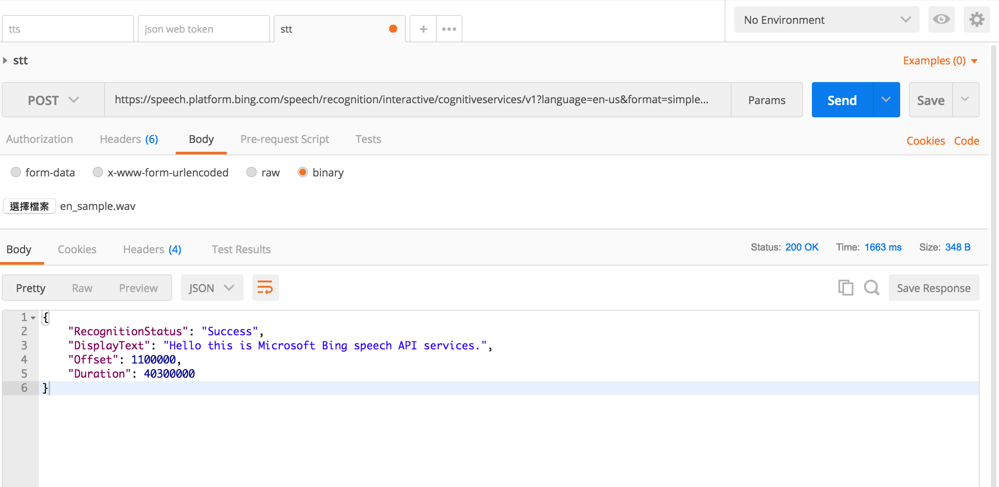 tts json web token stt + ••• No Environment
stt Examples (0)
POST https://speech.platform.bing.com/speech/recognition/interactive/cognitiveservices/v1?language=en-us&format=simple... Params Send Save
Authorization Headers (6) Body Pre-request Script Tests Cookies Code
form-data x-www-form-urlencoded raw binary
選擇檔案 en_sample.wav
Body Cookies Headers (4) Test Results Status: 200 OK Time: 1663 ms Size: 348 B
Pretty Raw Preview JSON Save Response
1 {
2 "RecognitionStatus": "Success",
3 "DisplayText": "Hello this is Microsoft Bing speech API services.",
4 "Offset": 1100000,
5 "Duration": 40300000
6 }